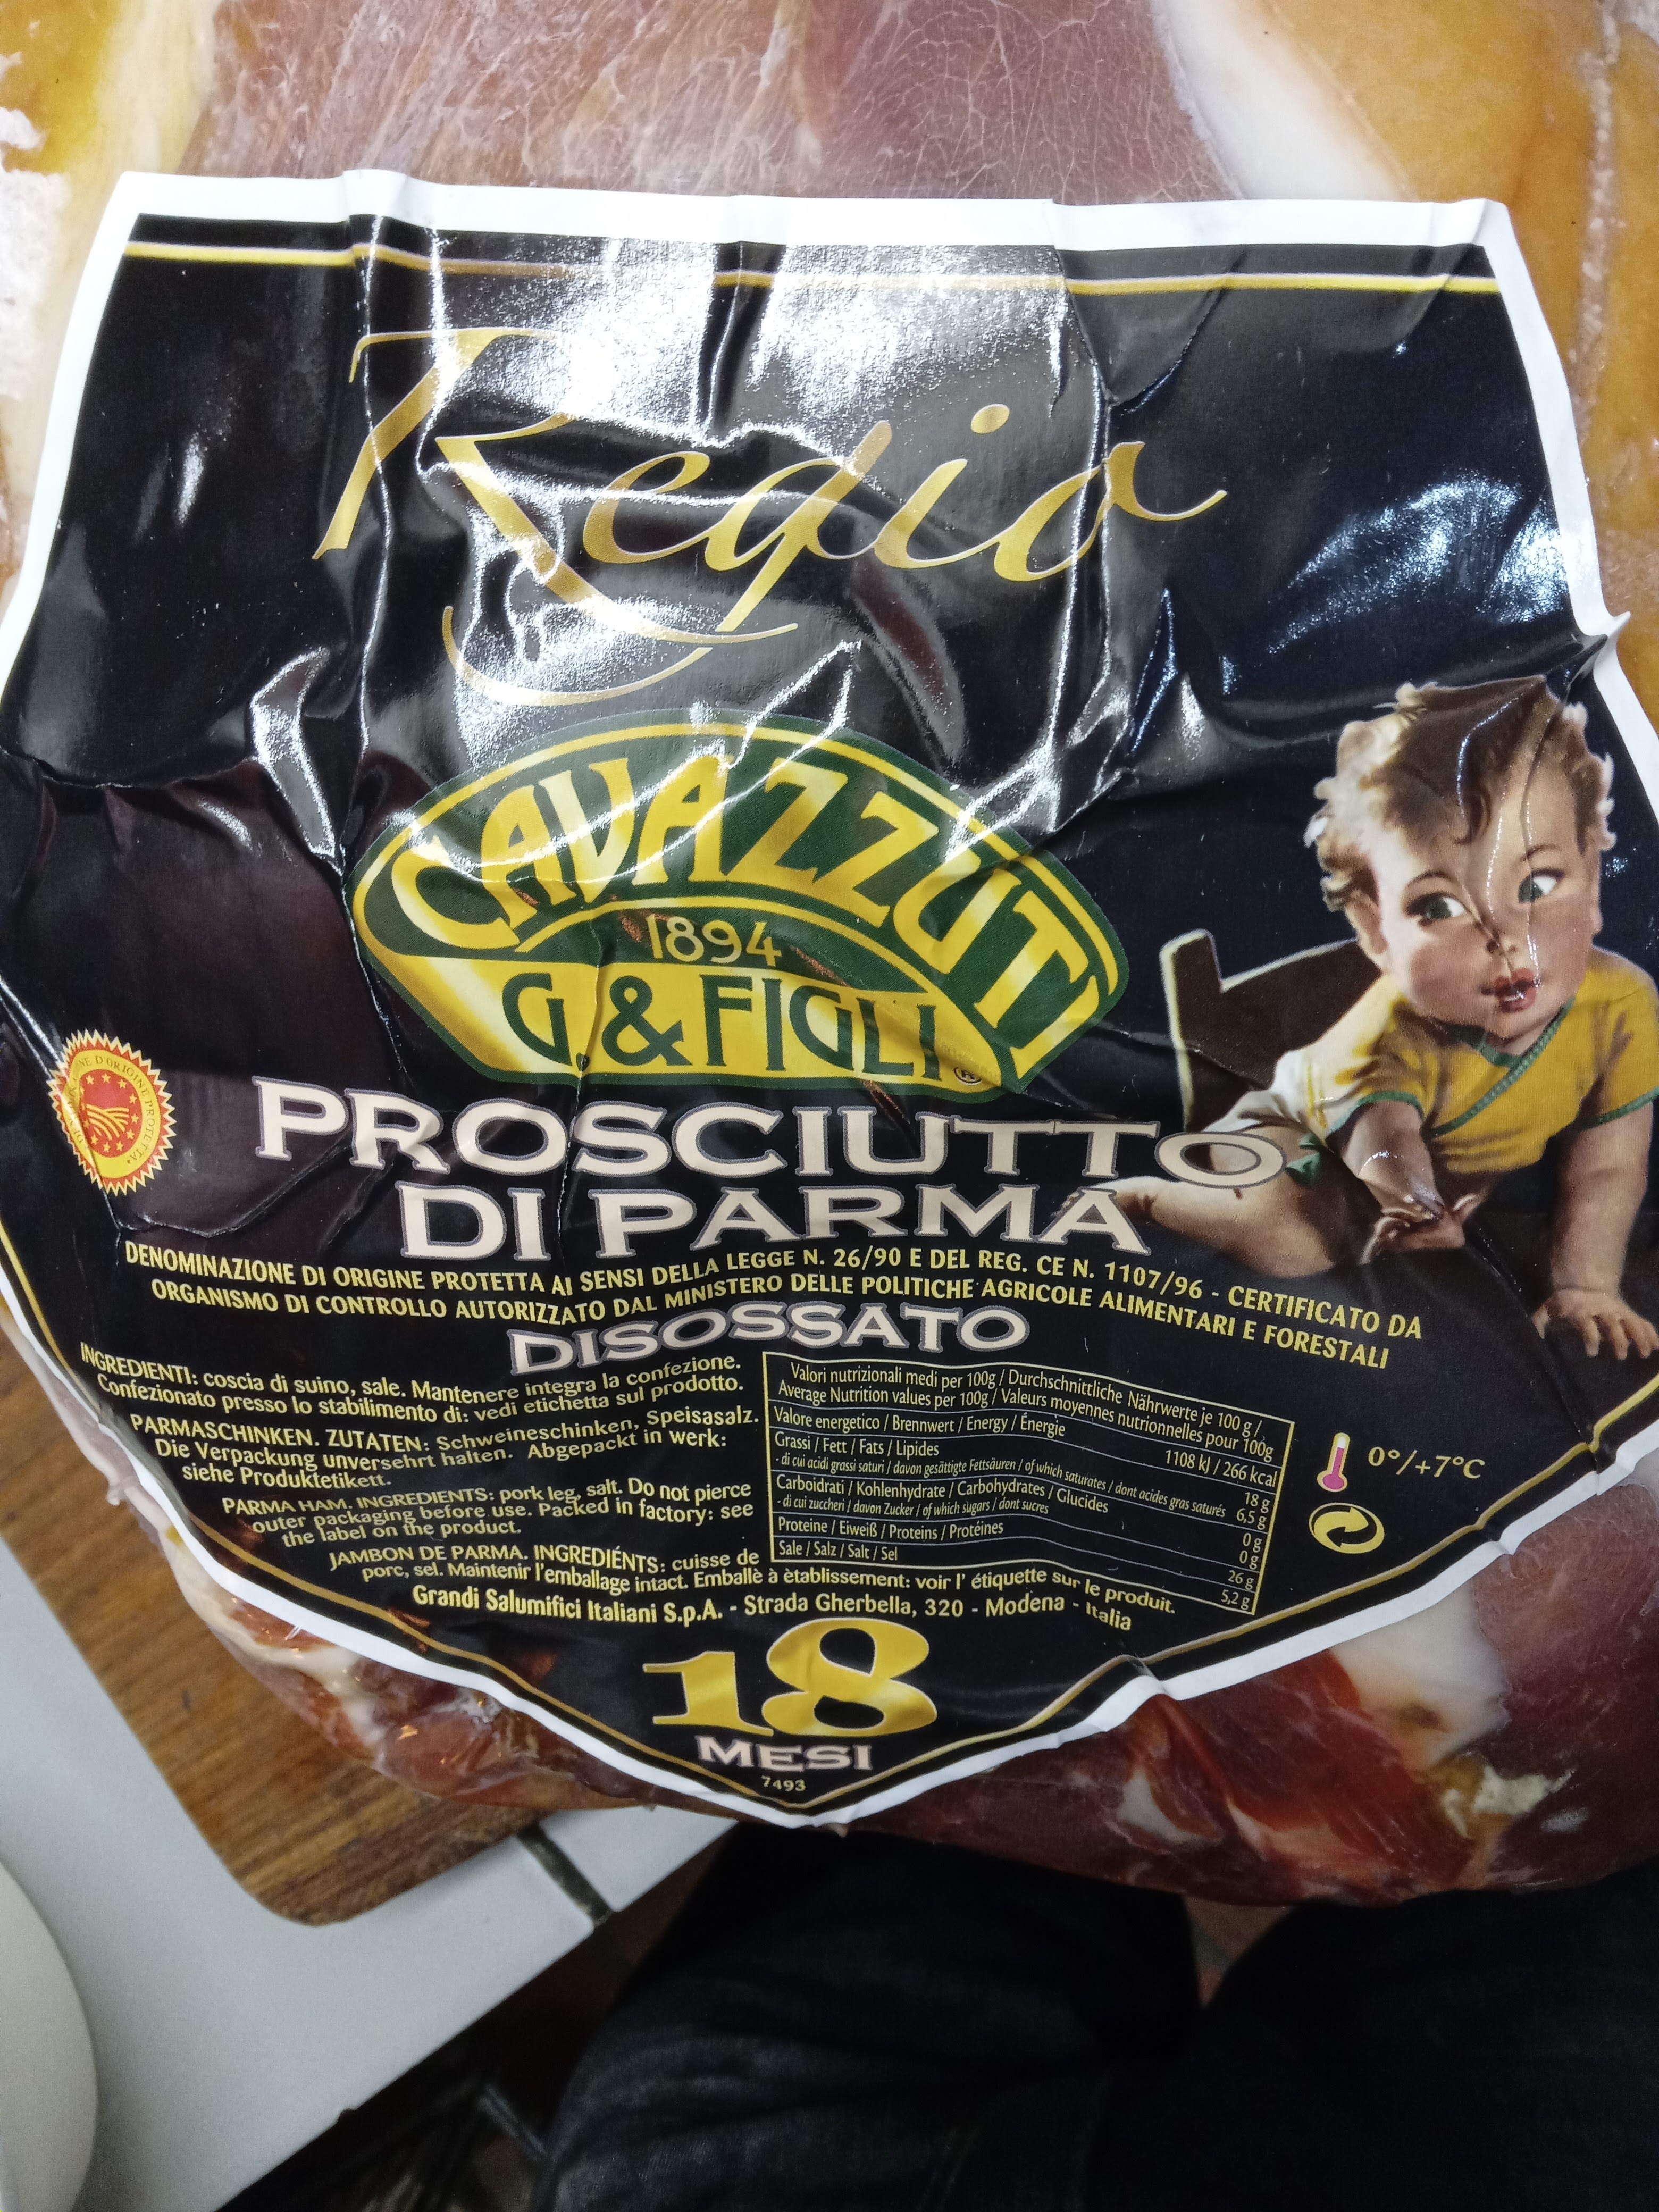 Regio
CAVAZZUTI
1894
G. & FIGLI
®
DENOMINAZIONE D'ORIGINE PROTETTA
PROSCIUTTO
DI PARMA
DENOMINAZIONE DI ORIGINE PROTETTA AI SENSI DELLA LEGGE N. 26/90 E DEL REG. CE N. 1107/96 - CERTIFICATO DA
ORGANISMO DI CONTROLLO AUTORIZZATO DAL MINISTERO DELLE POLITICHE AGRICOLE ALIMENTARI E FORESTALI
DISOSSATO
INGREDIENTI: coscia di suino, sale. Mantenere integra la confezione.
Confezionato presso lo stabilimento di: vedi etichetta sul prodotto.
PARMASCHINKEN. ZUTATEN: Schweineschinken, Speisasalz.
Die Verpackung unversehrt halten. Abgepackt in werk:
siehe Produktetikett.
PARMA HAM. INGREDIENTS: pork leg, salt. Do not pierce
outer packaging before use. Packed in factory: see
the label on the product.
JAMBON DE PARMA. INGREDIÉNTS: cuisse de
porc, sel. Maintenir l'emballage intact. Emballè à ètablissement: voir l' étiquette sur le produit.
Grandi Salumifici Italiani S.p.A. - Strada Gherbella, 320 - Modena - Italia
Valori nutrizionali medi per 100g / Durchschnittliche Nährwerte je 100 g /
Average Nutrition values per 100g / Valeurs moyennes nutrionnelles pour 100g
Valore energetico / Brennwert / Energy / Énergie 1108 kJ / 266 kcal
Grassi / Fett / Fats / Lipides 18 g
- di cui acidi grassi saturi / davon gesättigte Fettsäuren / of which saturates / dont acides gras saturés 6,5 g
Carboidrati / Kohlenhydrate / Carbohydrates / Glucides 0 g
- di cui zuccheri / davon Zucker / of which sugars / dont sucres 0 g
Proteine / Eiweiß / Proteins / Protéines 26 g
Sale / Salz / Salt / Sel 5,2 g
0°/+7°C
18
MESI
7493